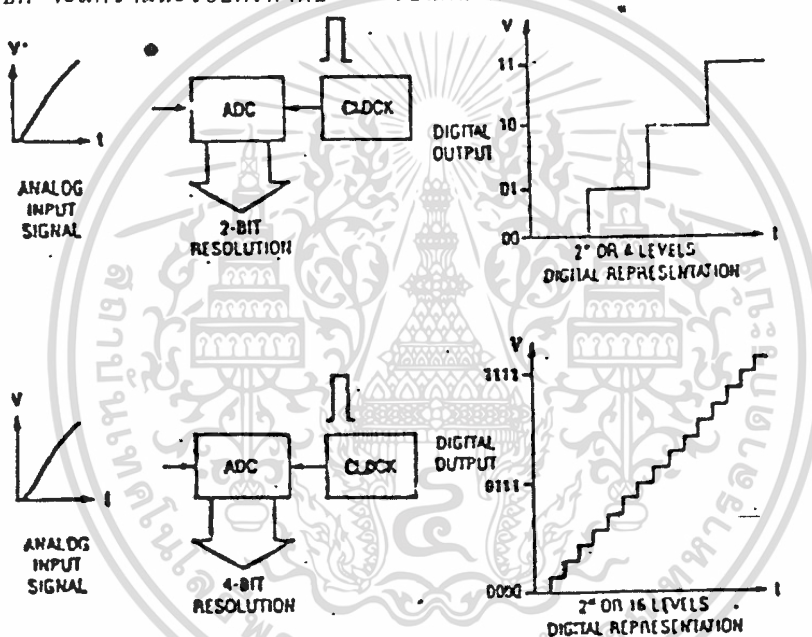 V
t
ANALOG
INPUT
SIGNAL
ADC
CLOCK
2-BIT
RESOLUTION
DIGITAL
OUTPUT
V
11
10
01
00
t
2² OR 4 LEVELS
DIGITAL REPRESENTATION
V
t
ANALOG
INPUT
SIGNAL
ADC
CLOCK
4-BIT
RESOLUTION
DIGITAL
OUTPUT
V
1111
0111
0000
t
2⁴ OR 16 LEVELS
DIGITAL REPRESENTATION